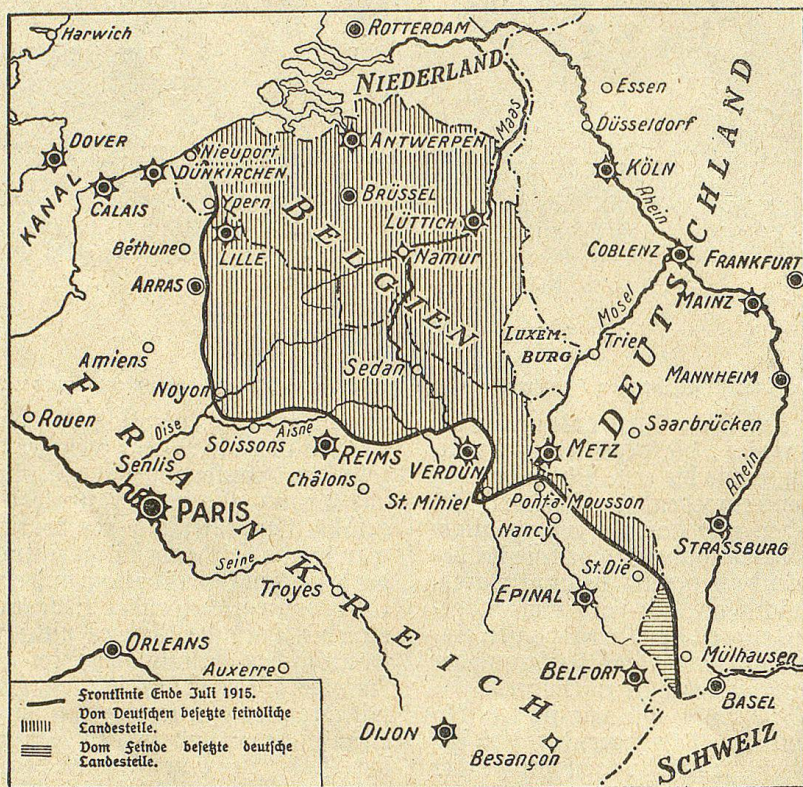 Harwich
ROTTERDAM
NIEDERLAND
Essen
Düsseldorf
Maas
DOVER
Nieuport
ANTWERPEN
DÜNKIRCHEN
KÖLN
KANAL
CALAIS
Ypern
BRÜSSEL
Rhein
LÜTTICH
BELGIEN
LILLE
Béthune
Namur
COBLENZ
FRANKFURT
ARRAS
MAINZ
Mosel
DEUTSCHLAND
LUXEM-
BURG
Trier
Amiens
Sedan
MANNHEIM
Noyon
FRANKREICH
Rouen
Oise
Soissons
Aisne
Saarbrücken
REIMS
METZ
Senlis
VERDUN
Châlons
Rhein
St. Mihiel
Pont-a-Mousson
PARIS
Nancy
STRASSBURG
Seine
St. Dié
Troyes
EPINAL
ORLEANS
Auxerre
Mülhausen
BELFORT
BASEL
DIJON
Besançon
SCHWEIZ
Frontlinie Ende Juli 1915.
Von Deutschen besetzte feindliche
Landesteile.
Vom Feinde besetzte deutsche
Landesteile.